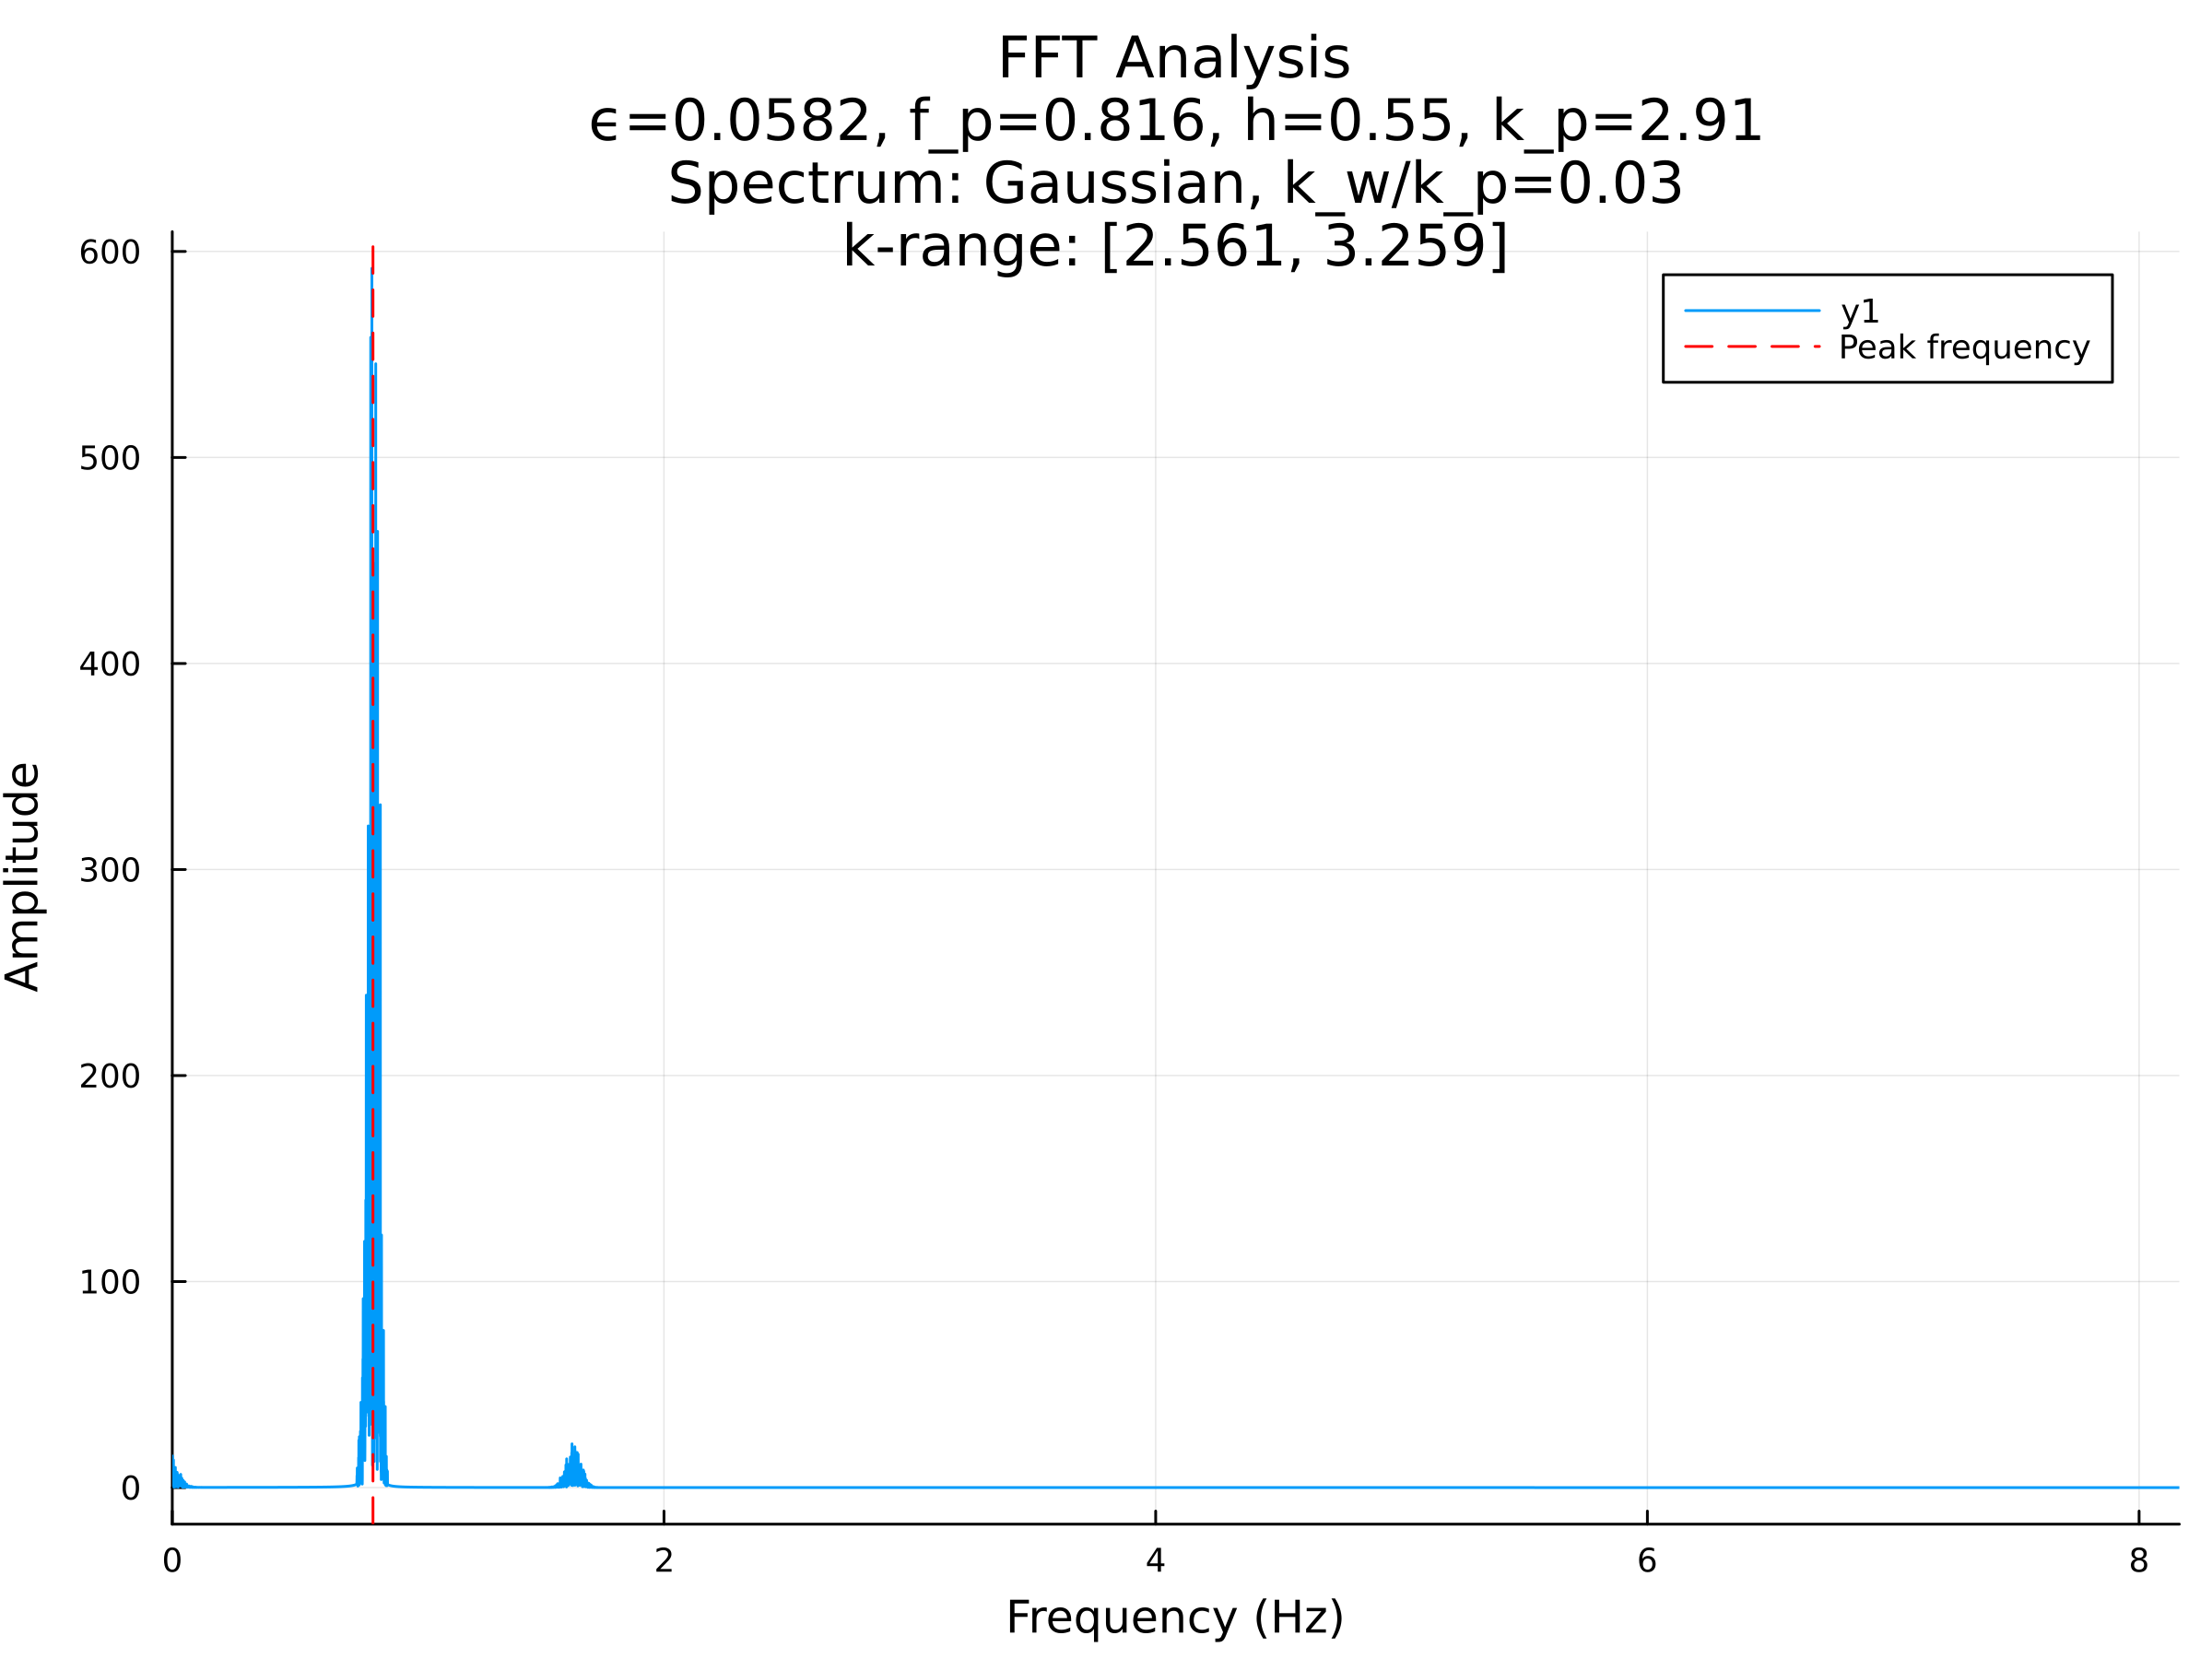 FFT Analysis
ϵ=0.0582, f_p=0.816, h=0.55, k_p=2.91
Spectrum: Gaussian, k_w/k_p=0.03
k-range: [2.561, 3.259]
y1
Peak frequency
600
500
400
300
200
100
0
Amplitude
0 2 4 6 8
Frequency (Hz)